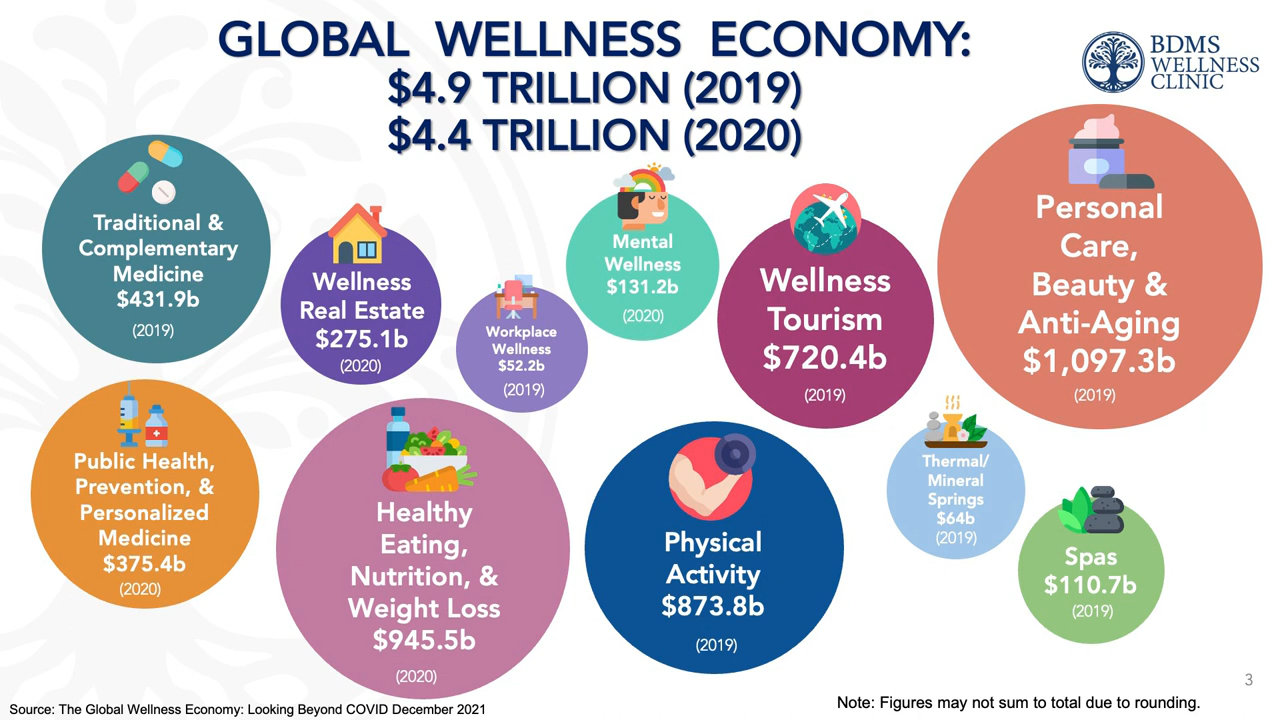 GLOBAL WELLNESS ECONOMY:
$4.9 TRILLION (2019)
$4.4 TRILLION (2020)
BDMS
WELLNESS
CLINIC
Traditional &
Complementary
Medicine
$431.9b
(2019)
Wellness
Real Estate
$275.1b
(2020)
Workplace
Wellness
$52.2b
(2019)
Mental
Wellness
$131.2b
(2020)
Wellness
Tourism
$720.4b
(2019)
Personal
Care,
Beauty &
Anti-Aging
$1,097.3b
(2019)
Public Health,
Prevention, &
Personalized
Medicine
$375.4b
(2020)
Healthy
Eating,
Nutrition, &
Weight Loss
$945.5b
(2020)
Physical
Activity
$873.8b
(2019)
Thermal/
Mineral
Springs
$64b
(2019)
Spas
$110.7b
(2019)
3
Source: The Global Wellness Economy: Looking Beyond COVID December 2021
Note: Figures may not sum to total due to rounding.